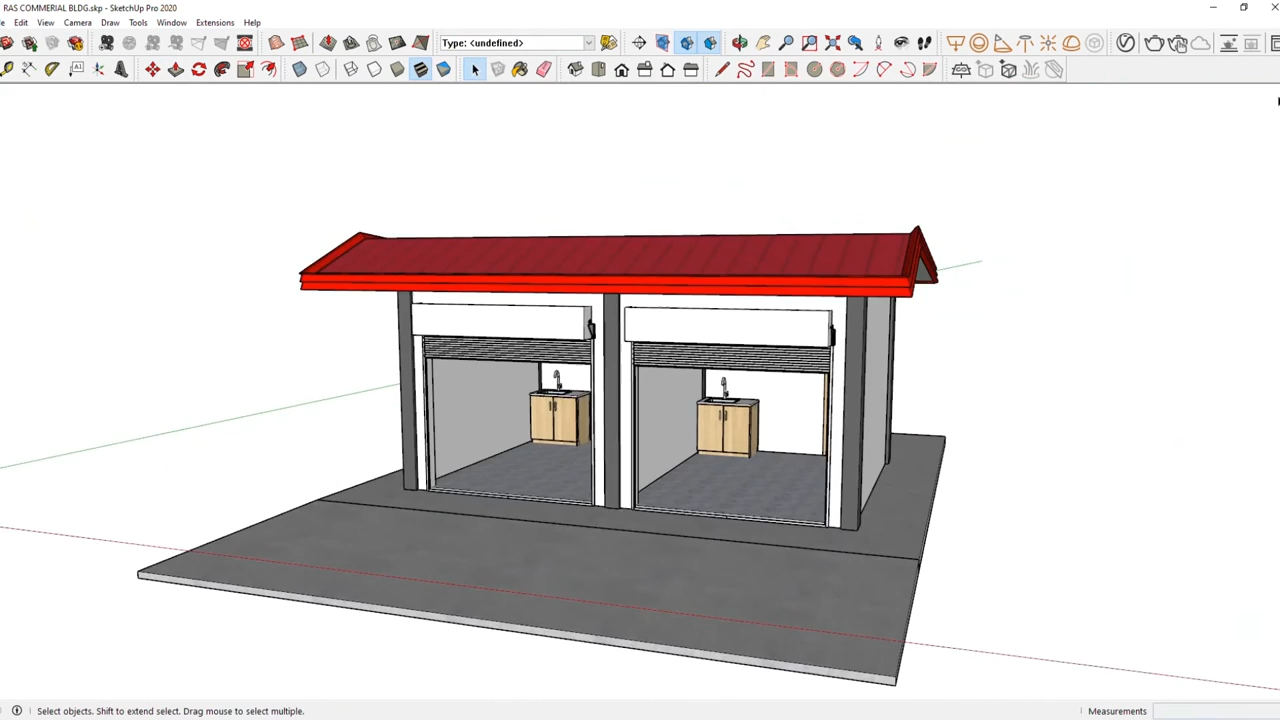 RAS COMMERIAL BLDG.skp - SketchUp Pro 2020
Edit View Camera Draw Tools Window Extensions Help
Type: <undefined>
A1
Select objects. Shift to extend select. Drag mouse to select multiple.
Measurements